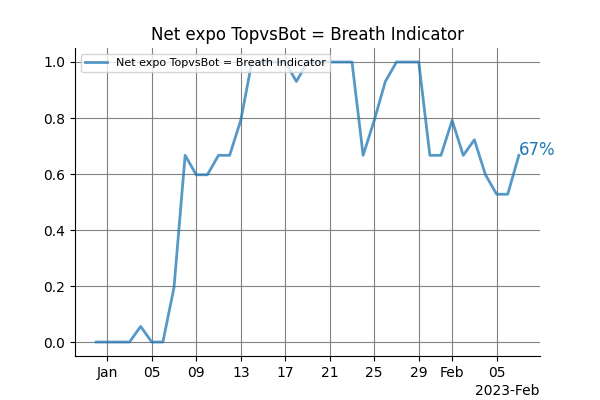 Net expo TopvsBot = Breath Indicator
Net expo TopvsBot = Breath Indicator
1.0
0.8
0.6
0.4
0.2
0.0
67%
Jan 05 09 13 17 21 25 29 Feb 05
2023-Feb